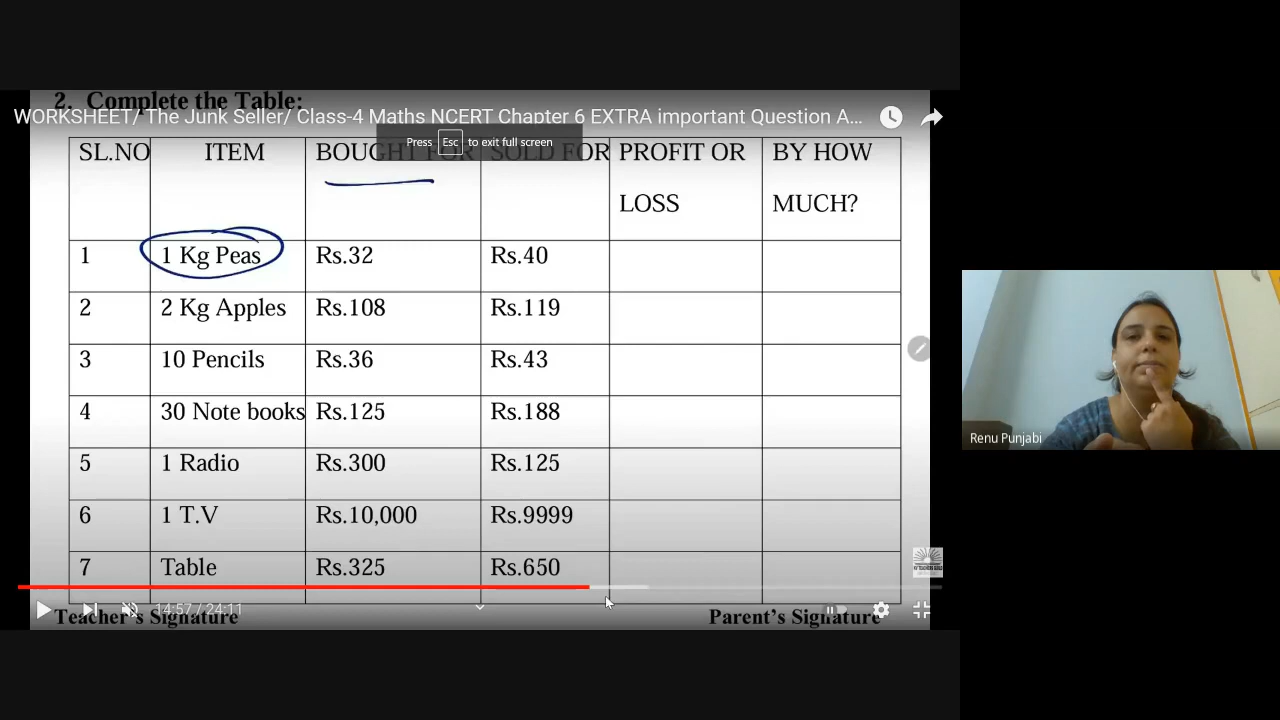 2. Complete the Table:
WORKSHEET/ The Junk Seller/ Class-4 Maths NCERT Chapter 6 EXTRA important Question A...
Press Esc to exit full screen
SL.NO ITEM BOUGHT FOR SOLD FOR PROFIT OR LOSS BY HOW MUCH?
1 1 Kg Peas Rs.32 Rs.40
2 2 Kg Apples Rs.108 Rs.119
3 10 Pencils Rs.36 Rs.43
4 30 Note books Rs.125 Rs.188
5 1 Radio Rs.300 Rs.125
6 1 T.V Rs.10,000 Rs.9999
7 Table Rs.325 Rs.650
14:57 / 24:11
Teacher's Signature Parent's Signature
Renu Punjabi